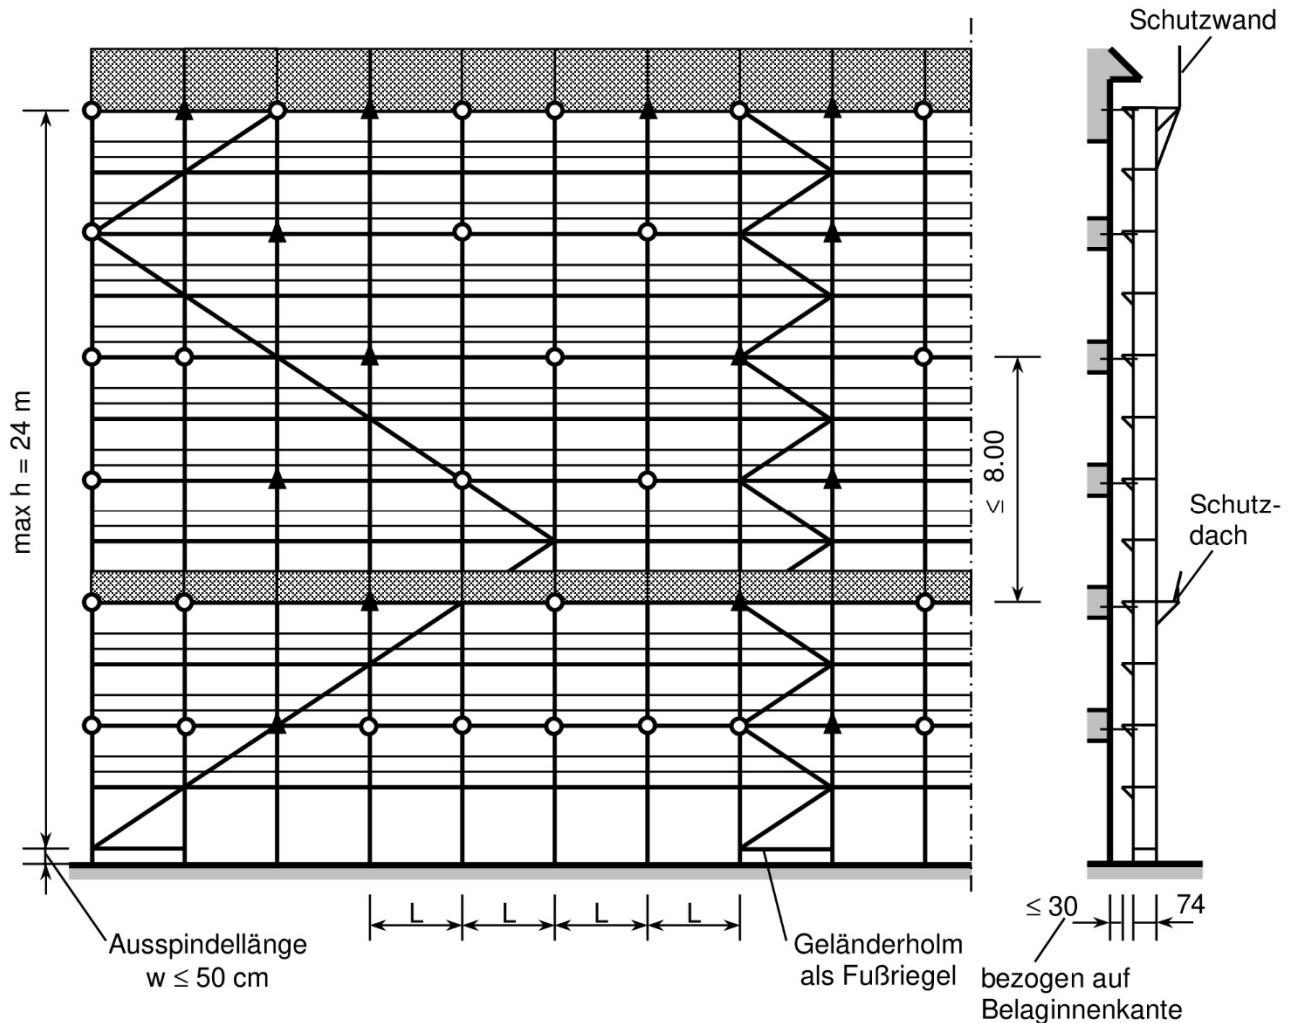 Schutzwand
max h = 24 m
≤ 8.00
Schutz-
dach
L
L
L
L
≤ 30
74
Ausspindellänge
w ≤ 50 cm
Geländerholm
als Fußriegel
bezogen auf
Belaginnenkante